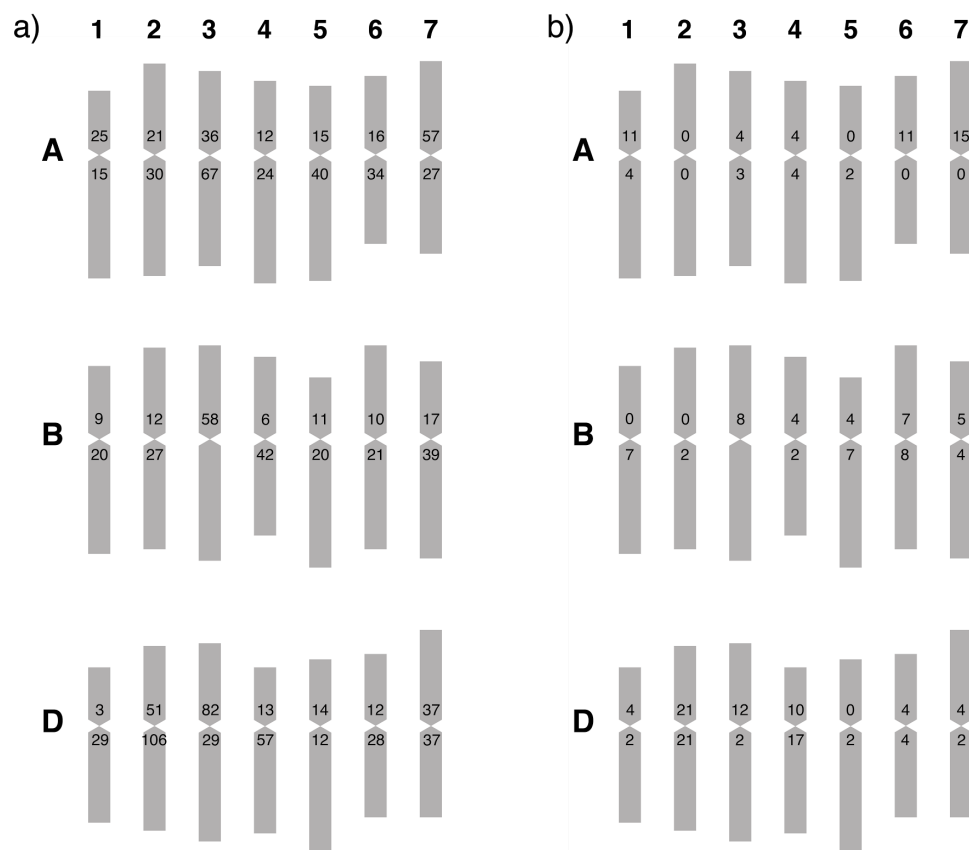 a) 1 2 3 4 5 6 7 b) 1 2 3 4 5 6 7
A 25 21 36 12 15 16 57 A 11 0 4 4 0 11 15
15 30 67 24 40 34 27 4 0 3 4 2 0 0
B 9 12 58 6 11 10 17 B 0 0 8 4 4 7 5
20 27 42 20 21 39 7 2 2 7 8 4
D 3 51 82 13 14 12 37 D 4 21 12 10 0 4 4
29 106 29 57 12 28 37 2 21 2 17 2 4 2